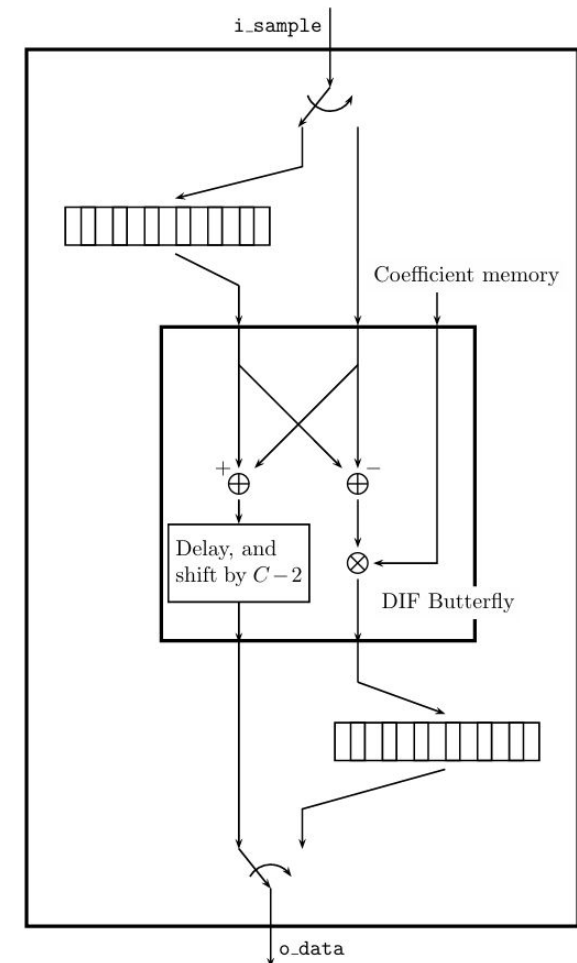 i_sample
Coefficient memory
+
−
Delay, and
shift by C − 2
DIF Butterfly
o_data